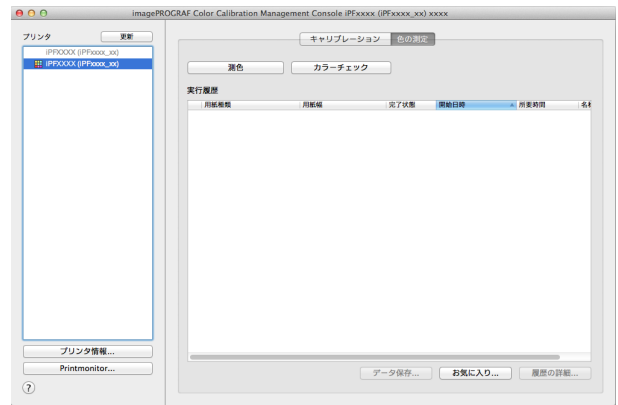 imagePROGRAF Color Calibration Management Console iPFxxxx (iPFxxxx_xx) xxxx
プリンタ 更新
iPFXXXX (iPFxxxx_xx)
iPFXXXX (iPFxxxx_xx)
キャリブレーション 色の測定
測色 カラーチェック
実行履歴
用紙種類 用紙幅 完了状態 開始日時 所要時間 名称
プリンタ情報...
Printmonitor...
データ保存... お気に入り... 履歴の詳細...
?